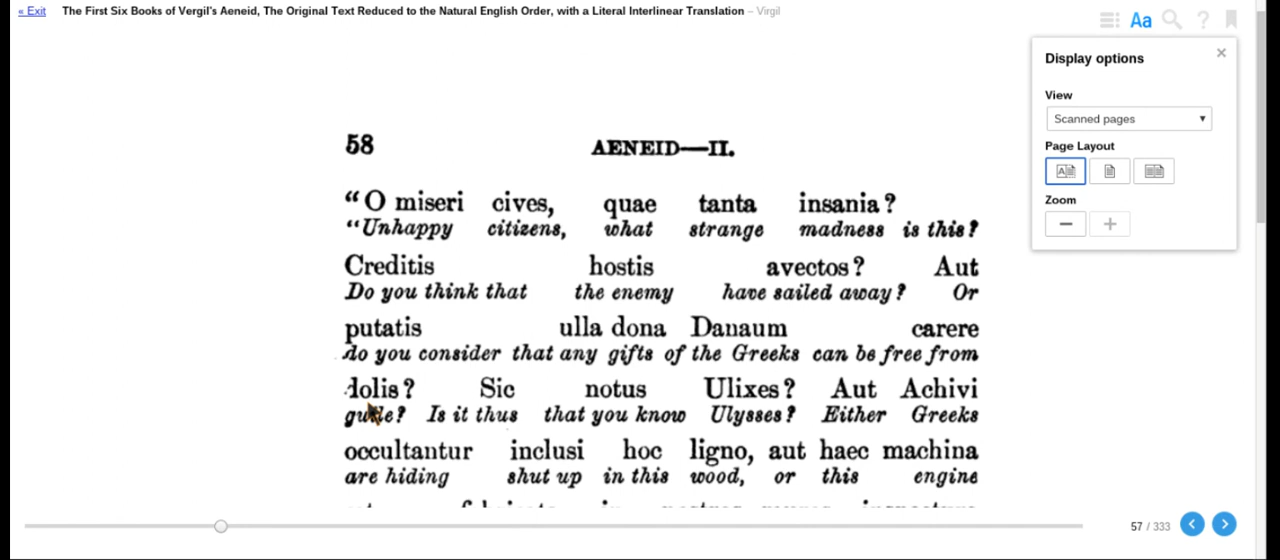 « Exit The First Six Books of Vergil's Aeneid, The Original Text Reduced to the Natural English Order, with a Literal Interlinear Translation – Virgil
Aa
Display options
View
Scanned pages
Page Layout
Zoom
58 AENEID—II.
“O miseri cives, quae tanta insania?
“Unhappy citizens, what strange madness is this?
Creditis hostis avectos? Aut
Do you think that the enemy have sailed away? Or
putatis ulla dona Danaum carere
do you consider that any gifts of the Greeks can be free from
dolis? Sic notus Ulixes? Aut Achivi
guile? Is it thus that you know Ulysses? Either Greeks
occultantur inclusi hoc ligno, aut haec machina
are hiding shut up in this wood, or this engine
57 / 333